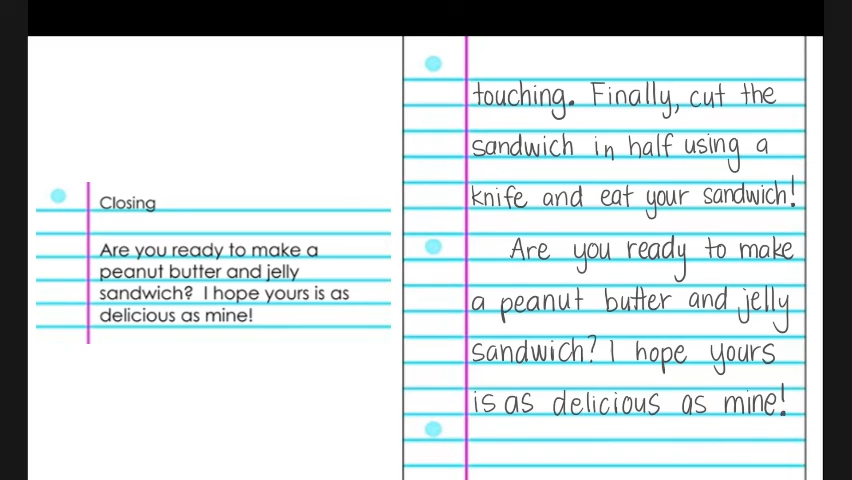 Closing
Are you ready to make a
peanut butter and jelly
sandwich? I hope yours is as
delicious as mine!
touching. Finally, cut the
sandwich in half using a
knife and eat your sandwich!
Are you ready to make
a peanut butter and jelly
sandwich? I hope yours
is as delicious as mine!